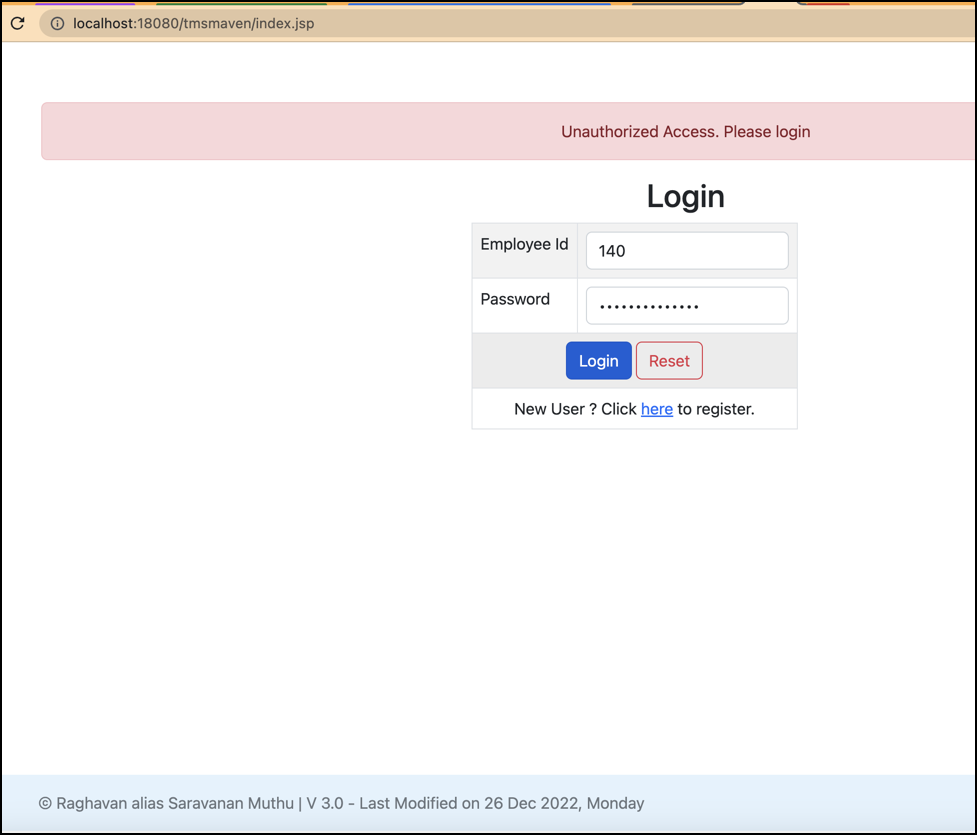 localhost:18080/tmsmaven/index.jsp
Unauthorized Access. Please login
Login
Employee Id 140
Password ••••••••••••••
Login Reset
New User ? Click here to register.
© Raghavan alias Saravanan Muthu | V 3.0 - Last Modified on 26 Dec 2022, Monday